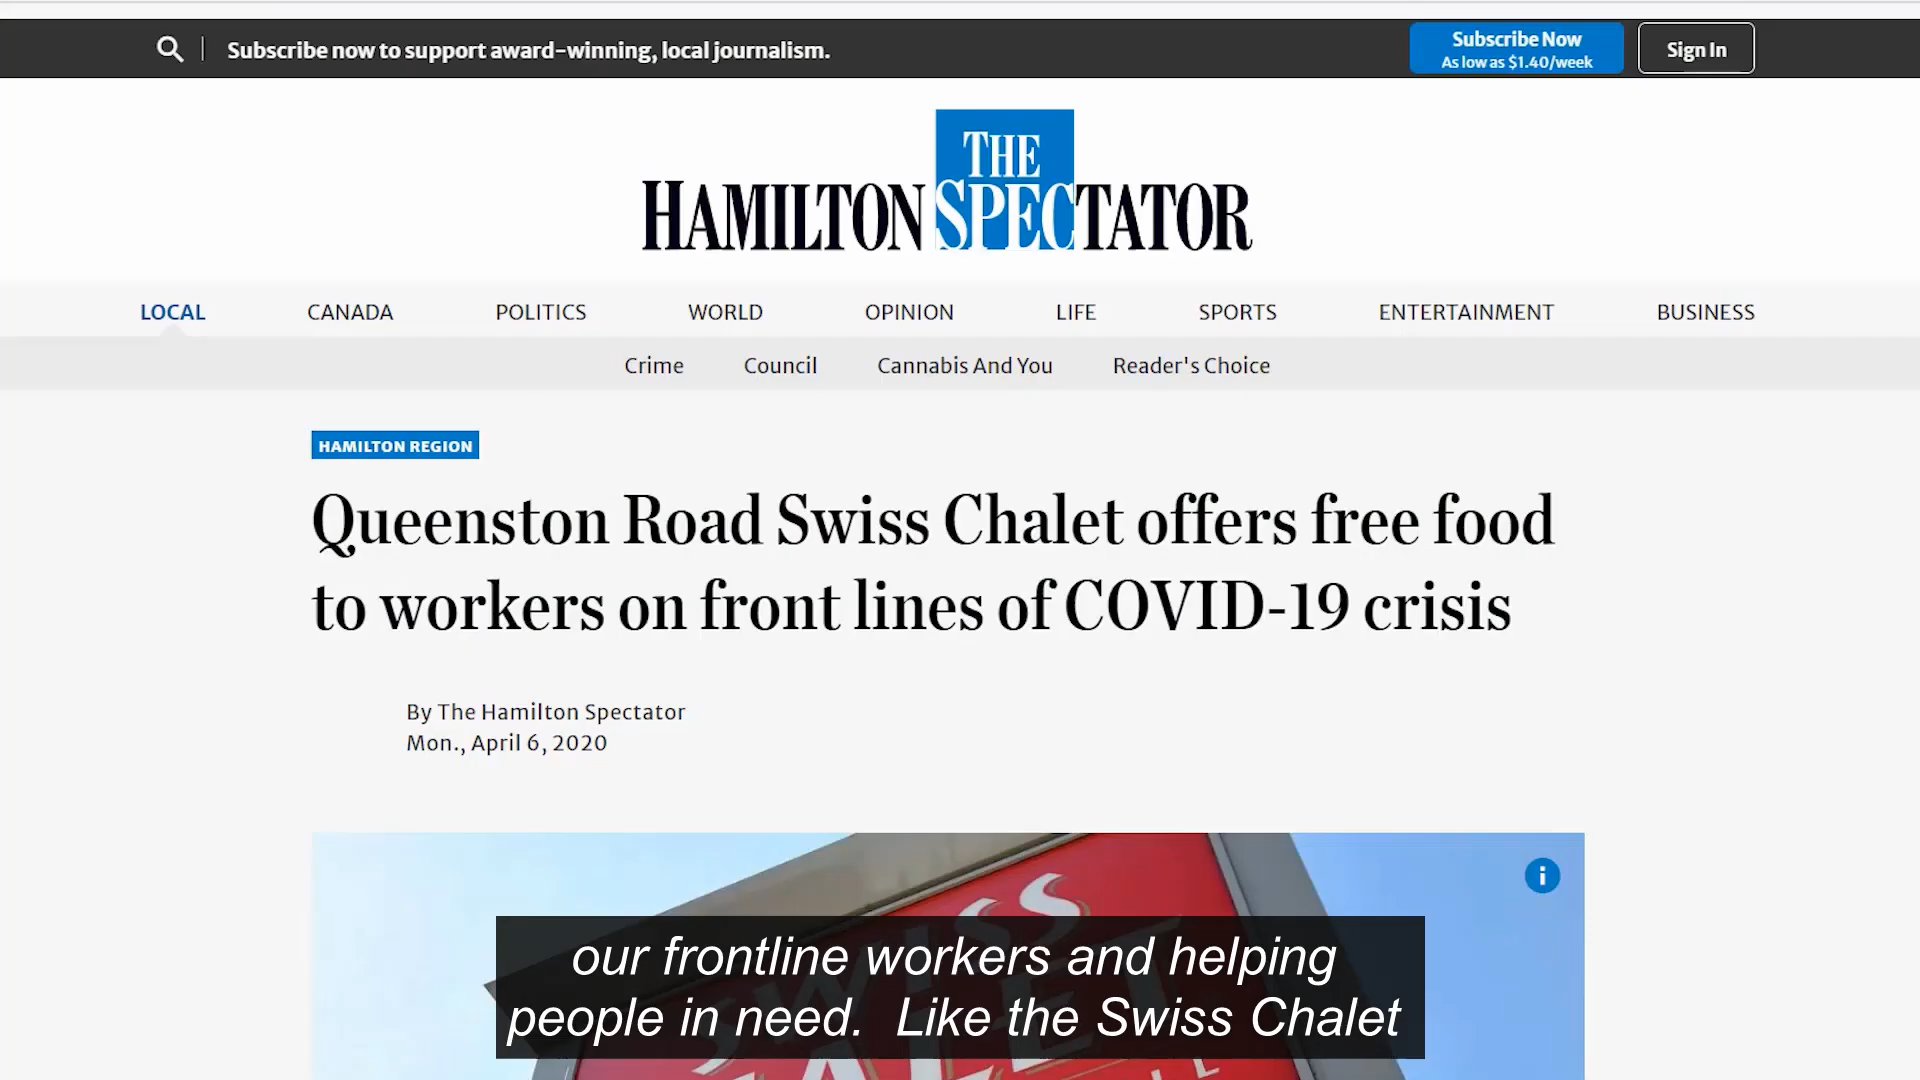 Subscribe now to support award-winning, local journalism.
Subscribe Now
As low as $1.40/week
Sign In
THE
HAMILTON SPECTATOR
LOCAL CANADA POLITICS WORLD OPINION LIFE SPORTS ENTERTAINMENT BUSINESS
Crime Council Cannabis And You Reader's Choice
HAMILTON REGION
Queenston Road Swiss Chalet offers free food
to workers on front lines of COVID-19 crisis
By The Hamilton Spectator
Mon., April 6, 2020
i
SWISS
our frontline workers and helping
people in need. Like the Swiss Chalet